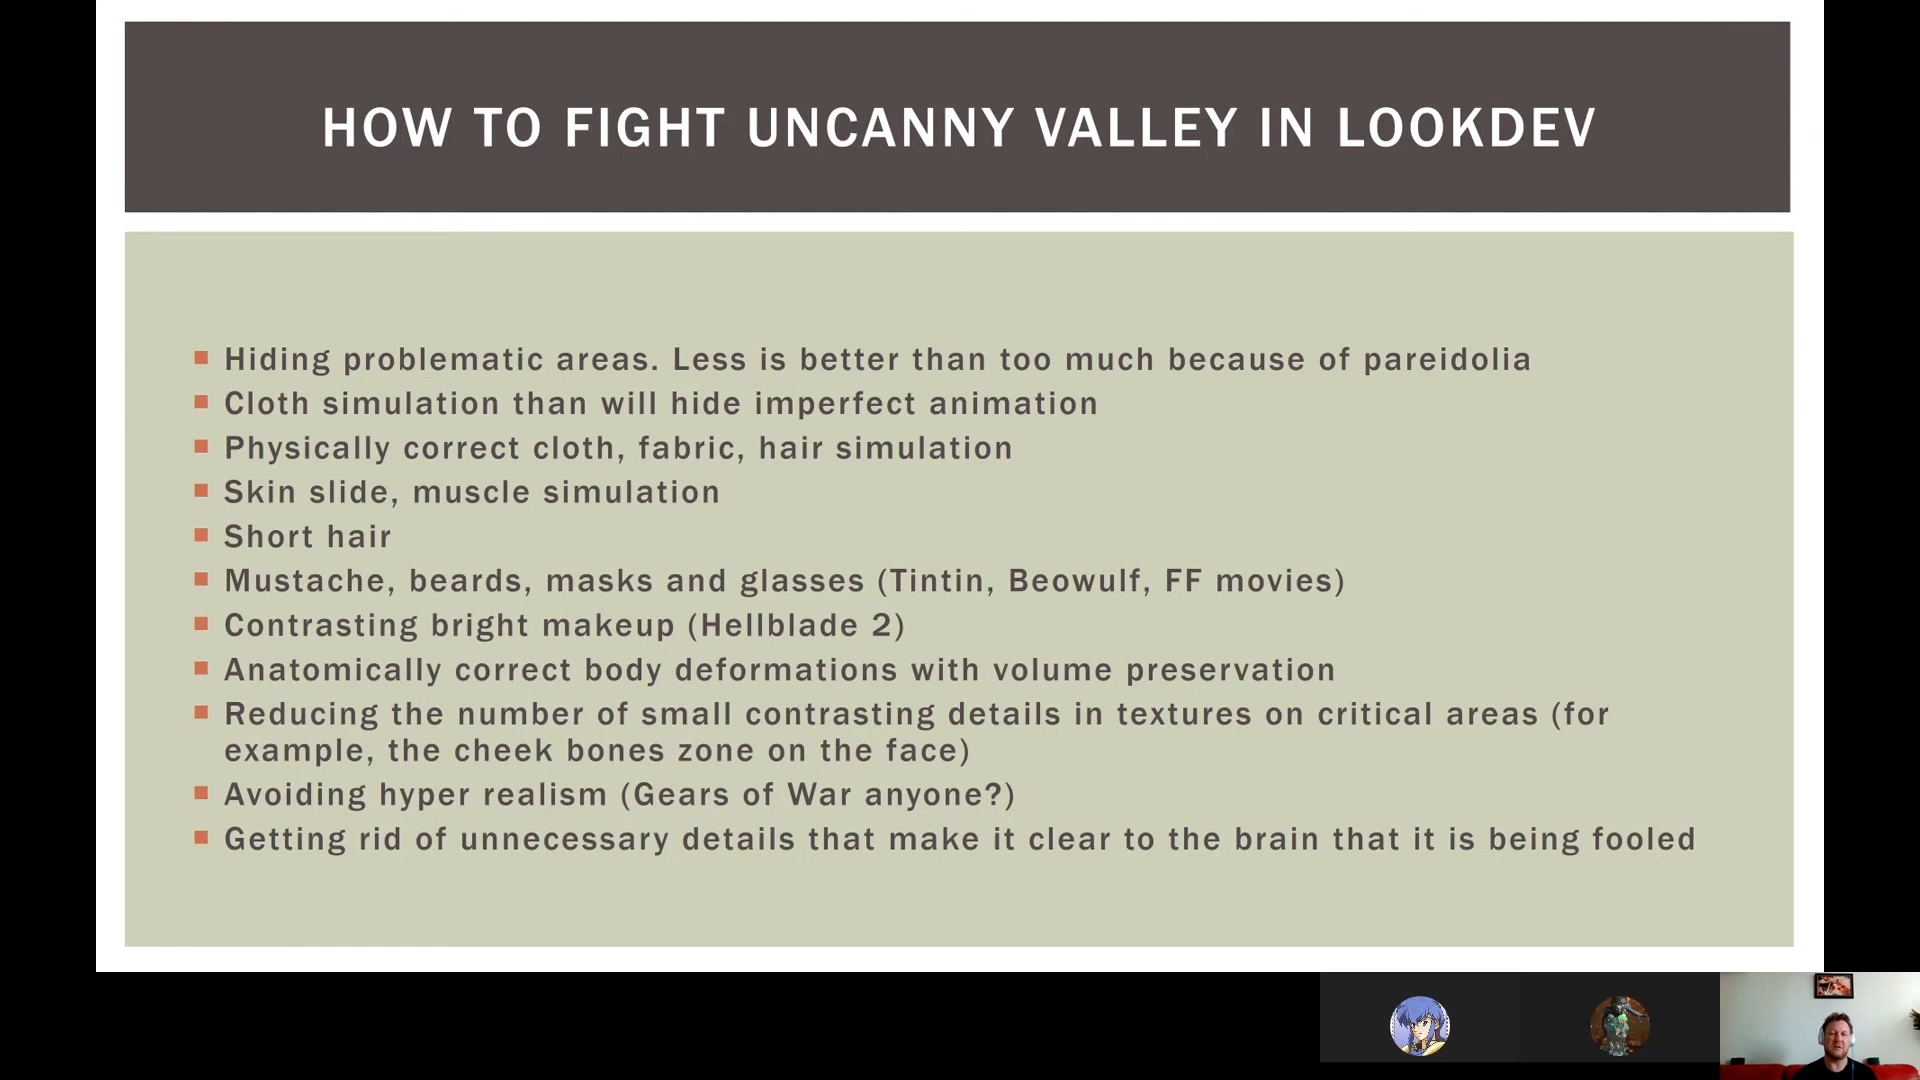 HOW TO FIGHT UNCANNY VALLEY IN LOOKDEV
Hiding problematic areas. Less is better than too much because of pareidolia
Cloth simulation than will hide imperfect animation
Physically correct cloth, fabric, hair simulation
Skin slide, muscle simulation
Short hair
Mustache, beards, masks and glasses (Tintin, Beowulf, FF movies)
Contrasting bright makeup (Hellblade 2)
Anatomically correct body deformations with volume preservation
Reducing the number of small contrasting details in textures on critical areas (for
example, the cheek bones zone on the face)
Avoiding hyper realism (Gears of War anyone?)
Getting rid of unnecessary details that make it clear to the brain that it is being fooled